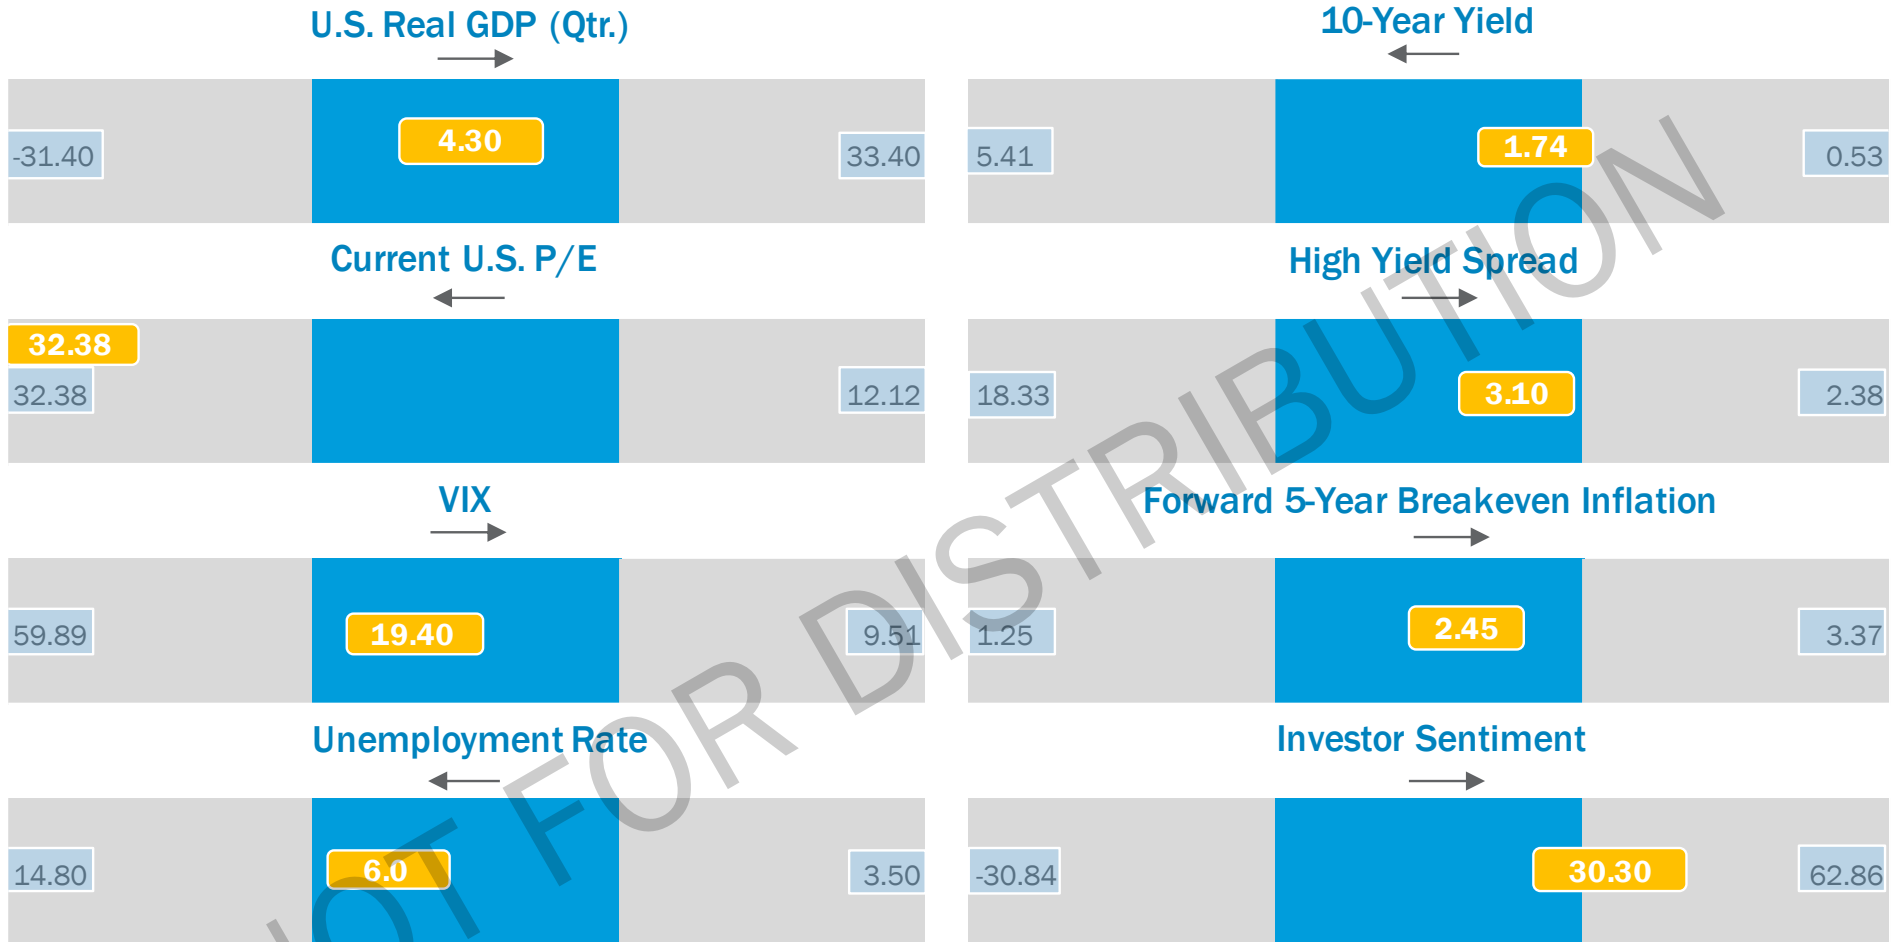 U.S. Real GDP (Qtr.)
-31.40
4.30
33.40
10-Year Yield
5.41
1.74
0.53
Current U.S. P/E
32.38
32.38
12.12
High Yield Spread
18.33
3.10
2.38
VIX
59.89
19.40
9.51
Forward 5-Year Breakeven Inflation
1.25
2.45
3.37
Unemployment Rate
14.80
6.0
3.50
Investor Sentiment
-30.84
30.30
62.86
NOT FOR DISTRIBUTION